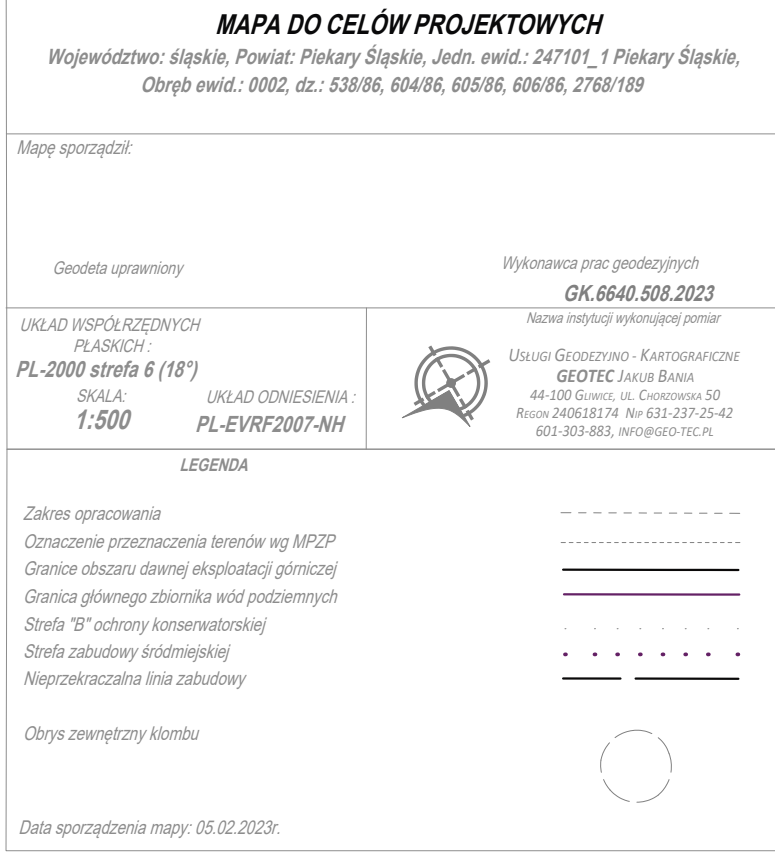 MAPA DO CELÓW PROJEKTOWYCH
Województwo: śląskie, Powiat: Piekary Śląskie, Jedn. ewid.: 247101_1 Piekary Śląskie,
Obręb ewid.: 0002, dz.: 538/86, 604/86, 605/86, 606/86, 2768/189
Mapę sporządził:
Geodeta uprawniony
Wykonawca prac geodezyjnych
GK.6640.508.2023
UKŁAD WSPÓŁRZĘDNYCH
PŁASKICH :
PL-2000 strefa 6 (18°)
SKALA:
1:500
UKŁAD ODNIESIENIA :
PL-EVRF2007-NH
Nazwa instytucji wykonującej pomiar
USŁUGI GEODEZYJNO - KARTOGRAFICZNE
GEOTEC JAKUB BANIA
44-100 GLIWICE, UL. CHORZOWSKA 50
REGON 240618174 NIP 631-237-25-42
601-303-883, INFO@GEO-TEC.PL
LEGENDA
Zakres opracowania
Oznaczenie przeznaczenia terenów wg MPZP
Granice obszaru dawnej eksploatacji górniczej
Granica głównego zbiornika wód podziemnych
Strefa "B" ochrony konserwatorskiej
Strefa zabudowy śródmiejskiej
Nieprzekraczalna linia zabudowy
Obrys zewnętrzny klombu
Data sporządzenia mapy: 05.02.2023r.